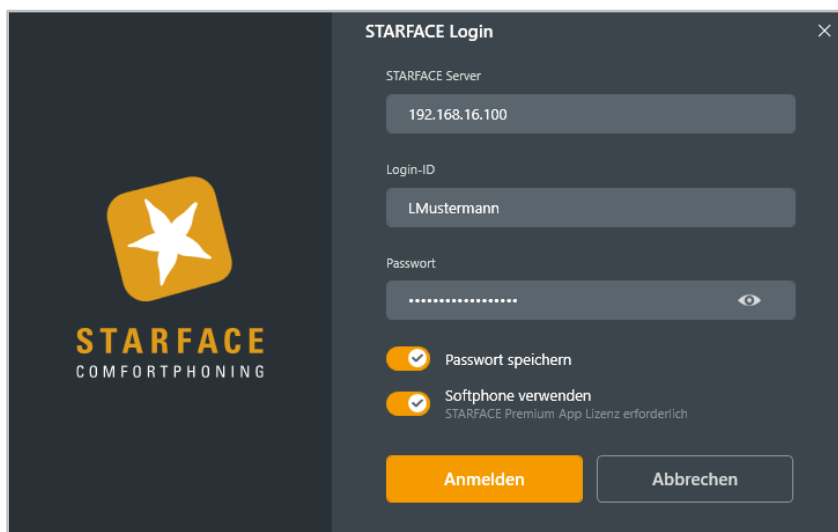 STARFACE Login
STARFACE Server
192.168.16.100
Login-ID
LMustermann
Passwort
••••••••••••••••••
Passwort speichern
Softphone verwenden
STARFACE Premium App Lizenz erforderlich
Anmelden
Abbrechen
STARFACE
COMFORTPHONING